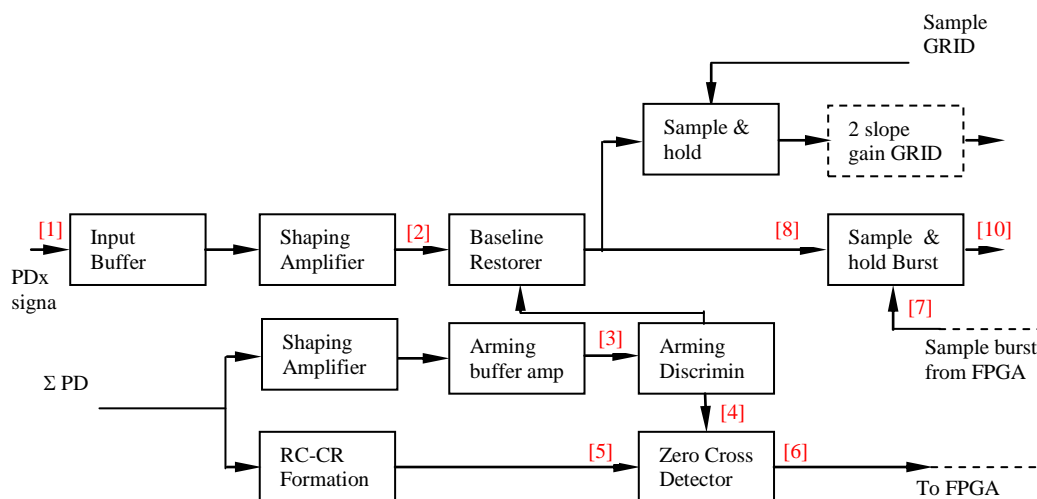 Sample
GRID
Sample &
hold
2 slope
gain GRID
[1]
Input
Buffer
Shaping
Amplifier
[2]
Baseline
Restorer
[8]
Sample &
hold Burst
[10]
PDx
signa
[7]
Sample burst
from FPGA
Σ PD
Shaping
Amplifier
Arming
buffer amp
[3]
Arming
Discrimin
[4]
RC-CR
Formation
[5]
Zero Cross
Detector
[6]
To FPGA